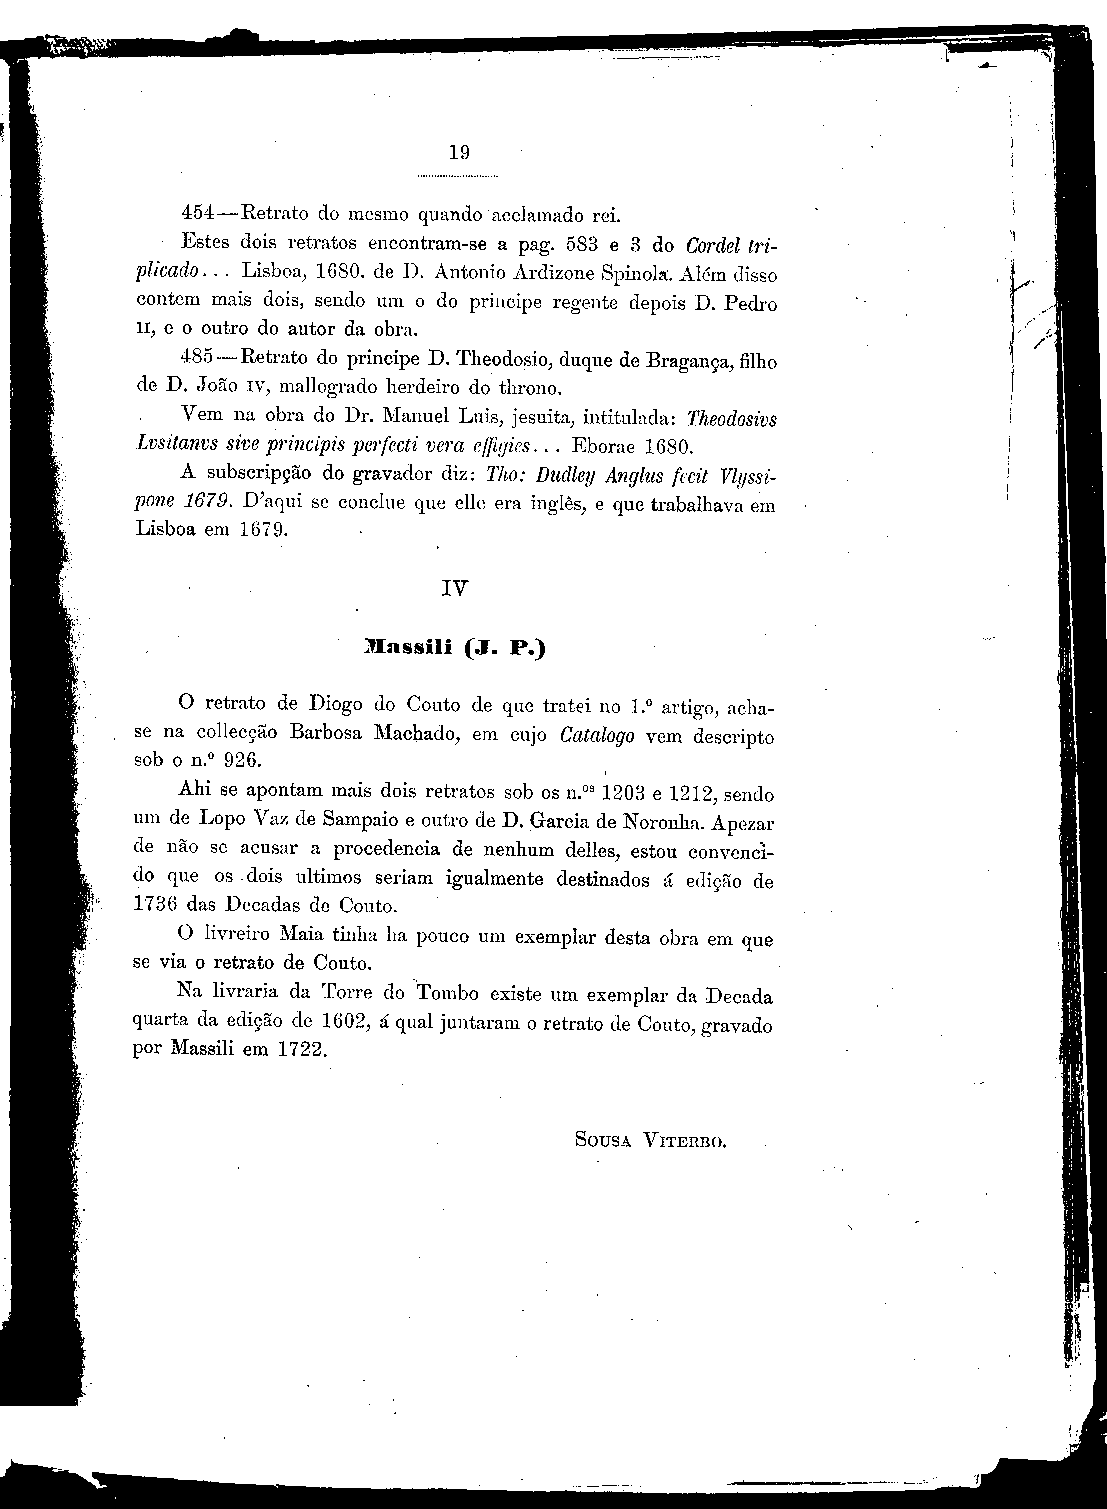 19
454—Retrato do mesmo quando acclamado rei.
Estes dois retratos encontram-se a pag. 583 e 3 do Cordel tri-
plicado... Lisboa, 1680. de D. Antonio Ardizone Spinola. Além disso
contem mais dois, sendo um o do principe regente depois D. Pedro
II, e o outro do autor da obra.
485—Retrato do principe D. Theodosio, duque de Bragança, filho
de D. João IV, mallogrado herdeiro do throno.
Vem na obra do Dr. Manuel Luis, jesuita, intitulada: Theodosivs
Lvsitanvs sive principis perfecti vera effigies... Eborae 1680.
A subscripção do gravador diz: Tho: Dudley Anglus fecit Vlyssi-
pone 1679. D'aqui se conclue que elle era inglês, e que trabalhava em
Lisboa em 1679.
IV
Massili (J. P.)
O retrato de Diogo do Couto de que tratei no 1.º artigo, acha-
se na collecção Barbosa Machado, em cujo Catalogo vem descripto
sob o n.º 926.
Ahi se apontam mais dois retratos sob os n.ºs 1203 e 1212, sendo
um de Lopo Vaz de Sampaio e outro de D. Garcia de Noronha. Apezar
de não se acusar a procedencia de nenhum delles, estou convenci-
do que os dois ultimos seriam igualmente destinados á edição de
1736 das Decadas de Couto.
O livreiro Maia tinha ha pouco um exemplar desta obra em que
se via o retrato de Couto.
Na livraria da Torre do Tombo existe um exemplar da Decada
quarta da edição de 1602, á qual juntaram o retrato de Couto, gravado
por Massili em 1722.
SOUSA VITERBO.